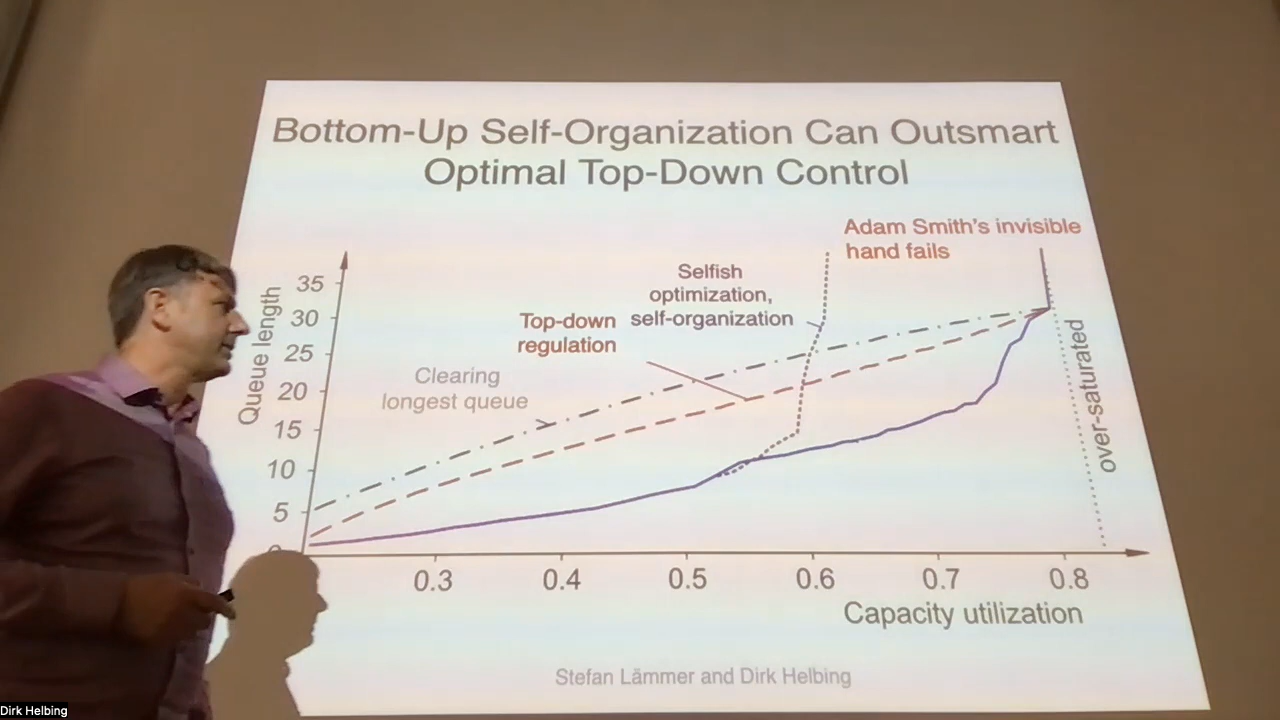 Bottom-Up Self-Organization Can Outsmart
Optimal Top-Down Control
Adam Smith's invisible
hand fails
Selfish
optimization,
self-organization
Top-down
regulation
Clearing
longest queue
Queue length
35
30
25
20
15
10
5
0
over-saturated
0.3 0.4 0.5 0.6 0.7 0.8
Capacity utilization
Stefan Lämmer and Dirk Helbing
Dirk Helbing